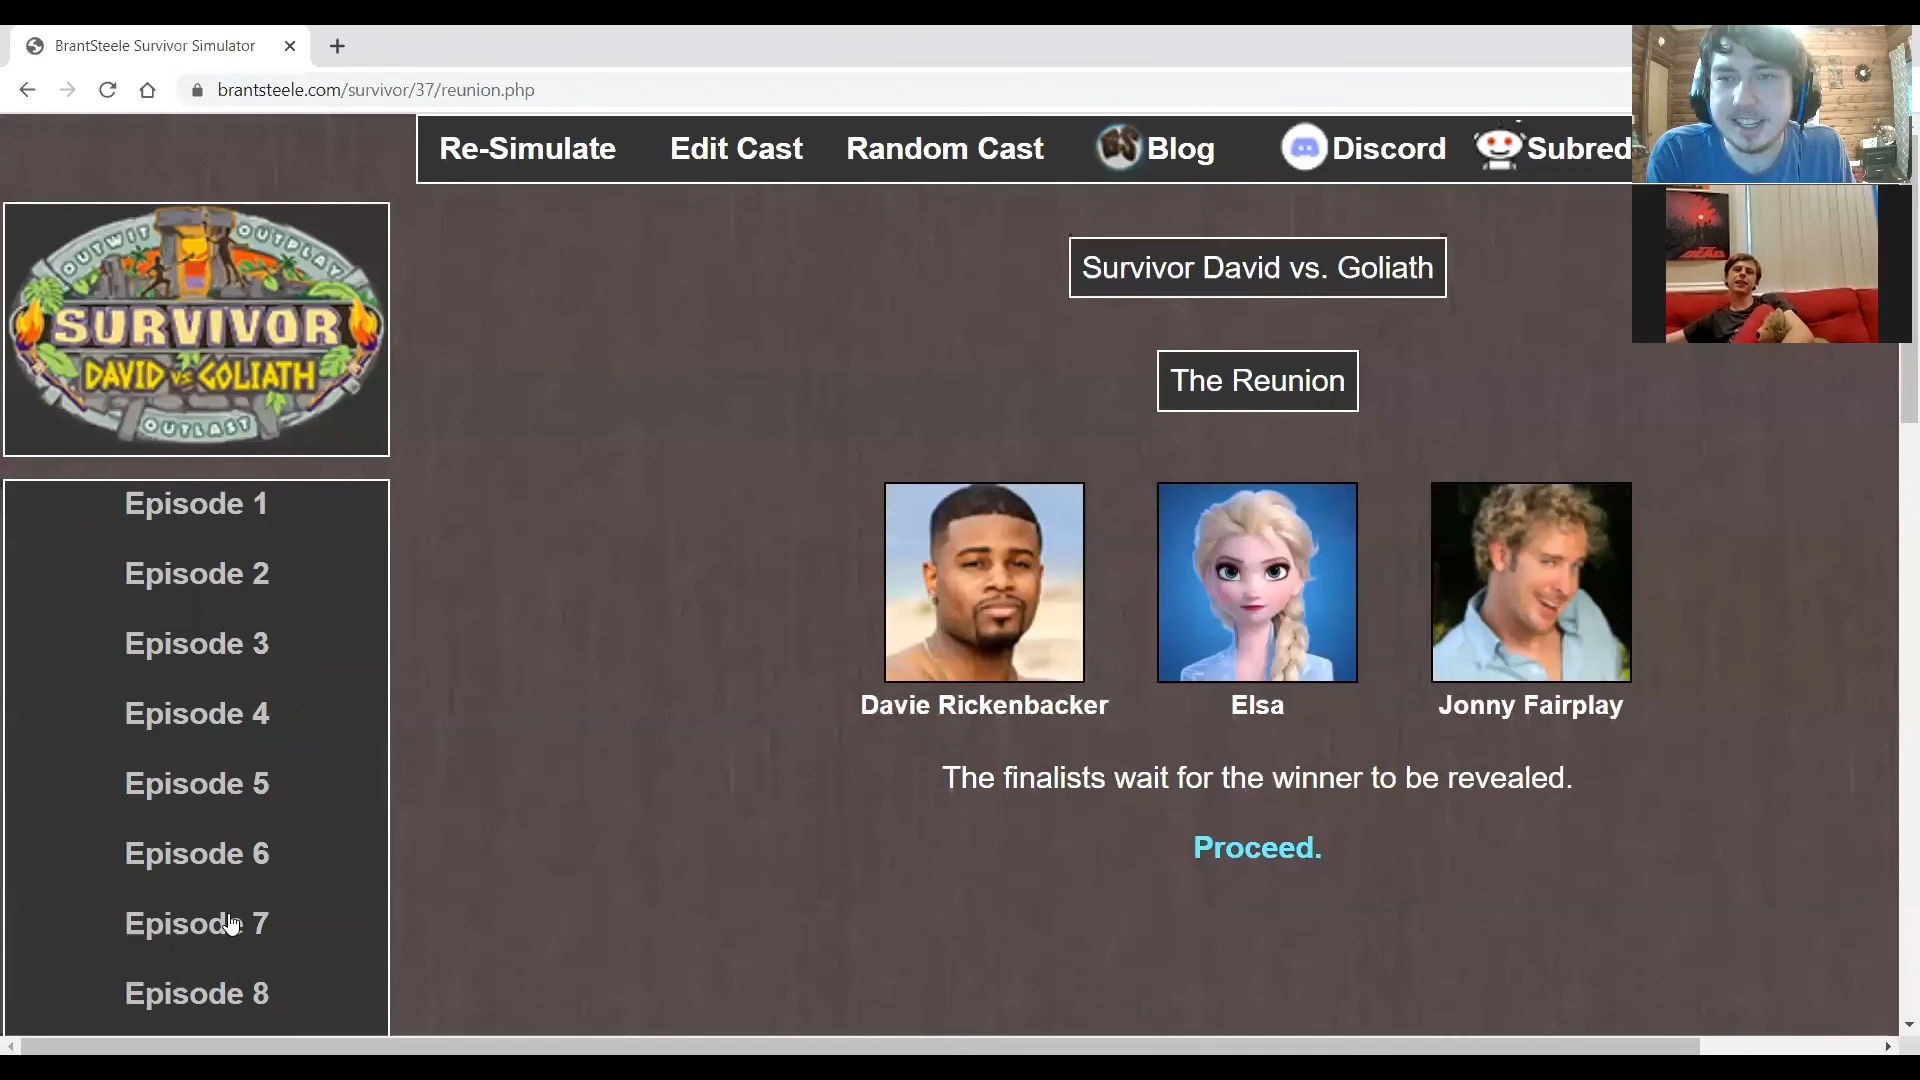 BrantSteele Survivor Simulator
brantsteele.com/survivor/37/reunion.php
Re-Simulate Edit Cast Random Cast Blog Discord Subred
OUTWIT OUTPLAY
SURVIVOR
DAVID VS GOLIATH
OUTLAST
Survivor David vs. Goliath
The Reunion
Davie Rickenbacker Elsa Jonny Fairplay
The finalists wait for the winner to be revealed.
Proceed.
Episode 1
Episode 2
Episode 3
Episode 4
Episode 5
Episode 6
Episode 7
Episode 8